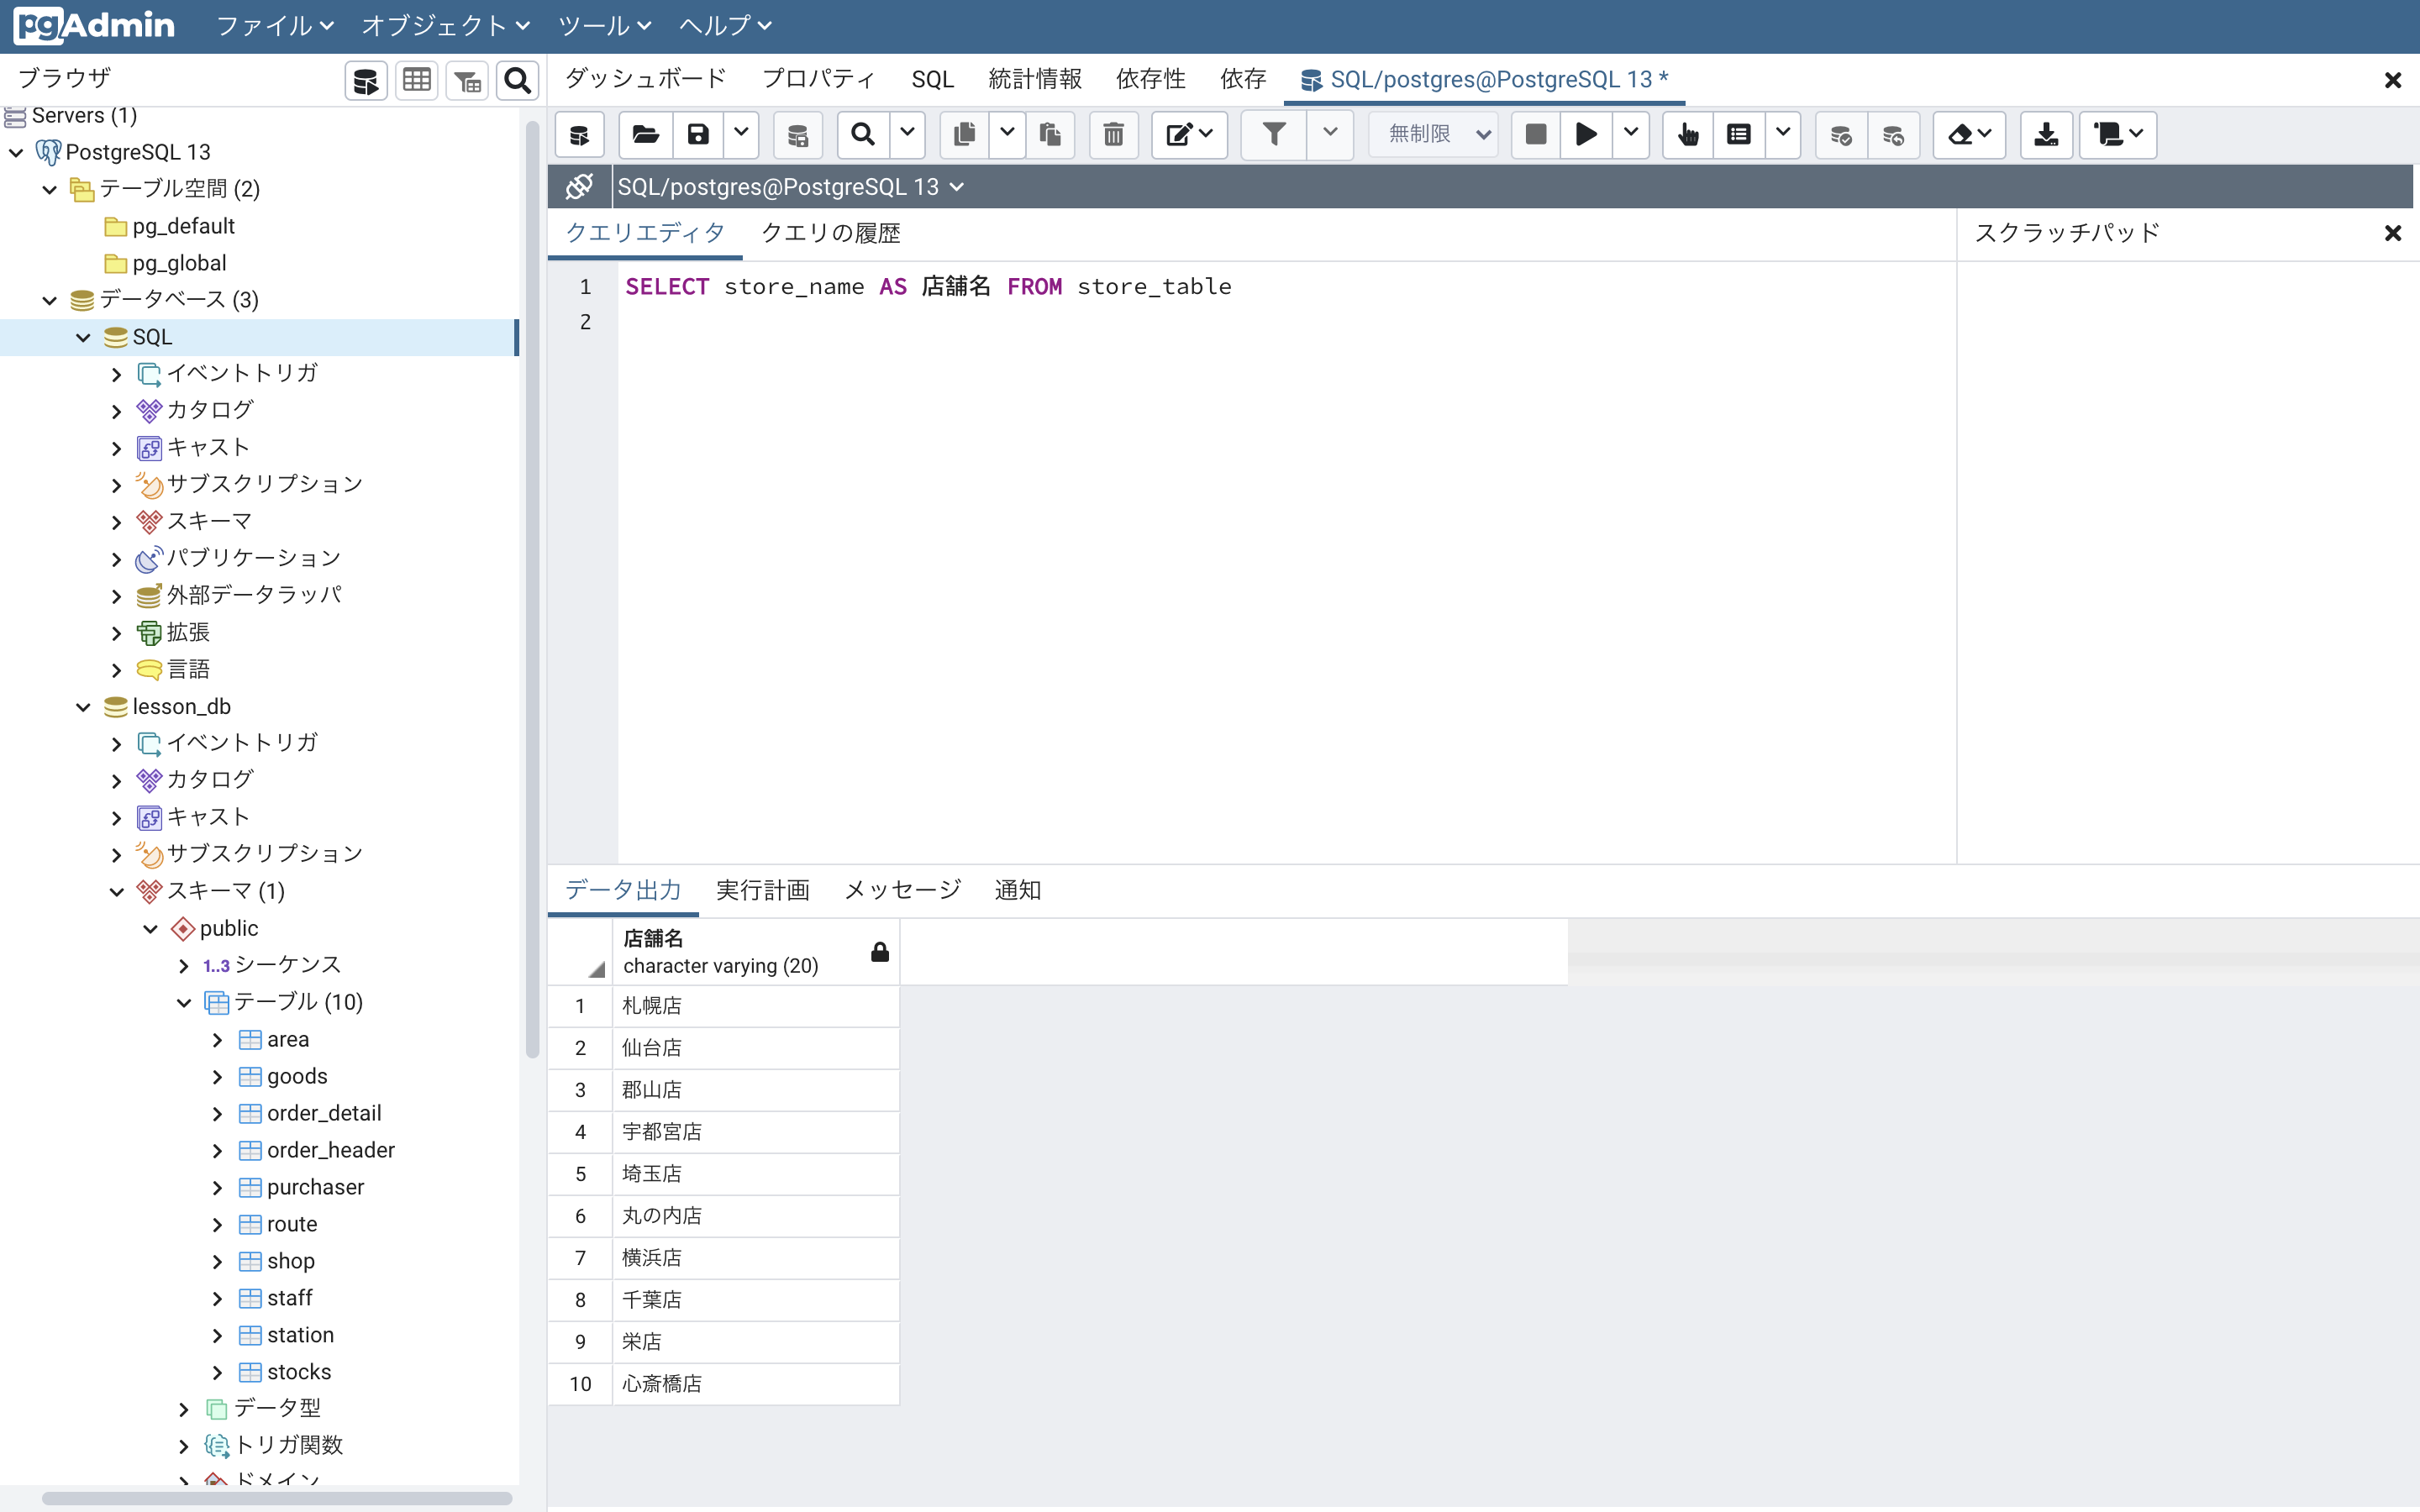 pgAdmin ファイル オブジェクト ツール ヘルプ
ブラウザ
ダッシュボード プロパティ SQL 統計情報 依存性 依存 SQL/postgres@PostgreSQL 13 *
無制限
SQL/postgres@PostgreSQL 13
クエリエディタ クエリの履歴
スクラッチパッド
1 SELECT store_name AS 店舗名 FROM store_table
2
Servers (1)
PostgreSQL 13
テーブル空間 (2)
pg_default
pg_global
データベース (3)
SQL
イベントトリガ
カタログ
キャスト
サブスクリプション
スキーマ
パブリケーション
外部データラッパ
拡張
言語
lesson_db
イベントトリガ
カタログ
キャスト
サブスクリプション
スキーマ (1)
public
1..3 シーケンス
テーブル (10)
area
goods
order_detail
order_header
purchaser
route
shop
staff
station
stocks
データ型
トリガ関数
ドメイン
データ出力 実行計画 メッセージ 通知
店舗名
character varying (20)
1 札幌店
2 仙台店
3 郡山店
4 宇都宮店
5 埼玉店
6 丸の内店
7 横浜店
8 千葉店
9 栄店
10 心斎橋店